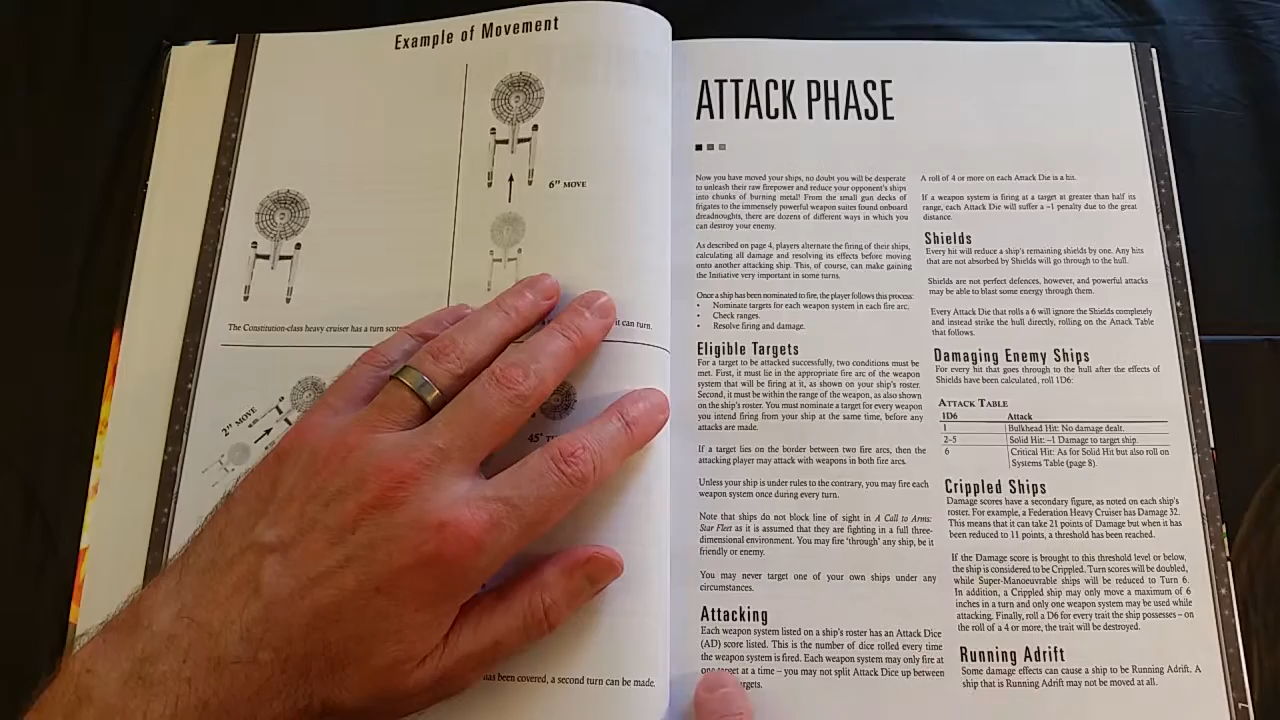 Example of Movement
6" MOVE
The Constitution-class heavy cruiser has a turn score
it can turn.
2" MOVE
45°
has been covered, a second turn can be made.
ATTACK PHASE
Now you have moved your ships, no doubt you will be desperate
to unleash their raw firepower and reduce your opponent's ships
into chunks of burning metal! From the small gun decks of
frigates to the immensely powerful weapon suites found onboard
dreadnoughts, there are dozens of different ways in which you
can destroy your enemy.
As described on page 4, players alternate the firing of their ships,
calculating all damage and resolving its effects before moving
onto another attacking ship. This, of course, can make gaining
the Initiative very important in some turns.
Once a ship has been nominated to fire, the player follows this process:
• Nominate targets for each weapon system in each fire arc.
• Check ranges.
• Resolve firing and damage.
Eligible Targets
For a target to be attacked successfully, two conditions must be
met. First, it must lie in the appropriate fire arc of the weapon
system that will be firing at it, as shown on your ship's roster.
Second, it must be within the range of the weapon, as also shown
on the ship's roster. You must nominate a target for every weapon
you intend firing from your ship at the same time, before any
attacks are made.
If a target lies on the border between two fire arcs, then the
attacking player may attack with weapons in both fire arcs.
Unless your ship is under rules to the contrary, you may fire each
weapon system once during every turn.
Note that ships do not block line of sight in A Call to Arms:
Star Fleet as it is assumed that they are fighting in a full three-
dimensional environment. You may fire 'through' any ship, be it
friendly or enemy.
You may never target one of your own ships under any
circumstances.
Attacking
Each weapon system listed on a ship's roster has an Attack Dice
(AD) score listed. This is the number of dice rolled every time
the weapon system is fired. Each weapon system may only fire at
one target at a time – you may not split Attack Dice up between
A roll of 4 or more on each Attack Die is a hit.
If a weapon system is firing at a target at greater than half its
range, each Attack Die will suffer a –1 penalty due to the great
distance.
Shields
Every hit will reduce a ship's remaining shields by one. Any hits
that are not absorbed by Shields will go through to the hull.
Shields are not perfect defences, however, and powerful attacks
may be able to blast some energy through them.
Every Attack Die that rolls a 6 will ignore the Shields completely
and instead strike the hull directly, rolling on the Attack Table
that follows.
Damaging Enemy Ships
For every hit that goes through to the hull after the effects of
Shields have been calculated, roll 1D6:
ATTACK TABLE
1D6 Attack
1 Bulkhead Hit: No damage dealt.
2-5 Solid Hit: –1 Damage to target ship.
6 Critical Hit: As for Solid Hit but also roll on
Systems Table (page 8).
Crippled Ships
Damage scores have a secondary figure, as noted on each ship's
roster. For example, a Federation Heavy Cruiser has Damage 32.
This means that it can take 21 points of Damage but when it has
been reduced to 11 points, a threshold has been reached.
If the Damage score is brought to this threshold level or below,
the ship is considered to be Crippled. Turn scores will be doubled,
while Super-Manoeuvrable ships will be reduced to Turn 6.
In addition, a Crippled ship may only move a maximum of 6
inches in a turn and only one weapon system may be used while
attacking. Finally, roll a D6 for every trait the ship possesses – on
the roll of a 4 or more, the trait will be destroyed.
Running Adrift
Some damage effects can cause a ship to be Running Adrift. A
ship that is Running Adrift may not be moved at all.
7